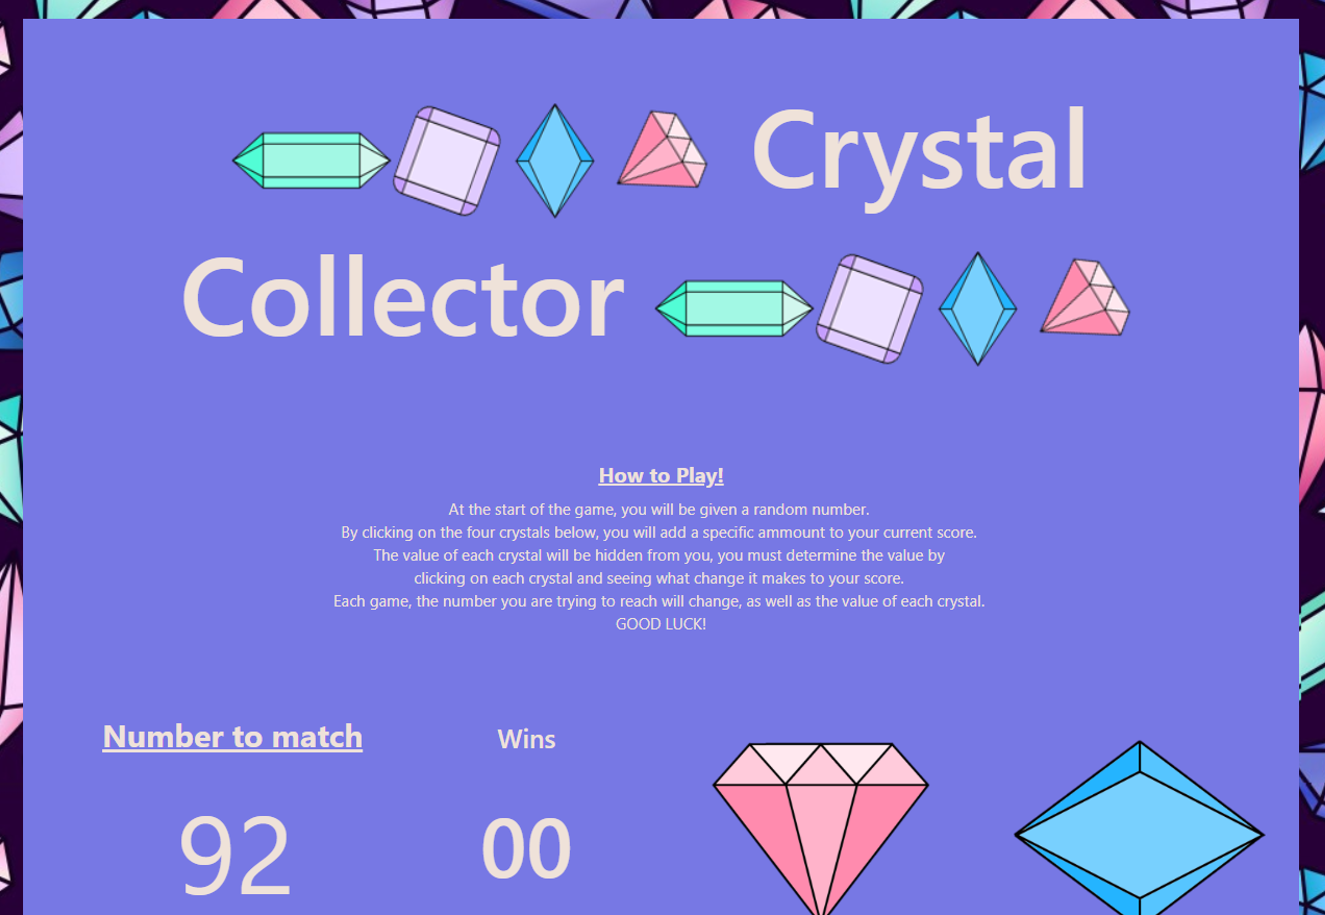 Crystal
Collector
How to Play!
At the start of the game, you will be given a random number.
By clicking on the four crystals below, you will add a specific ammount to your current score.
The value of each crystal will be hidden from you, you must determine the value by
clicking on each crystal and seeing what change it makes to your score.
Each game, the number you are trying to reach will change, as well as the value of each crystal.
GOOD LUCK!
Number to match
Wins
92
00